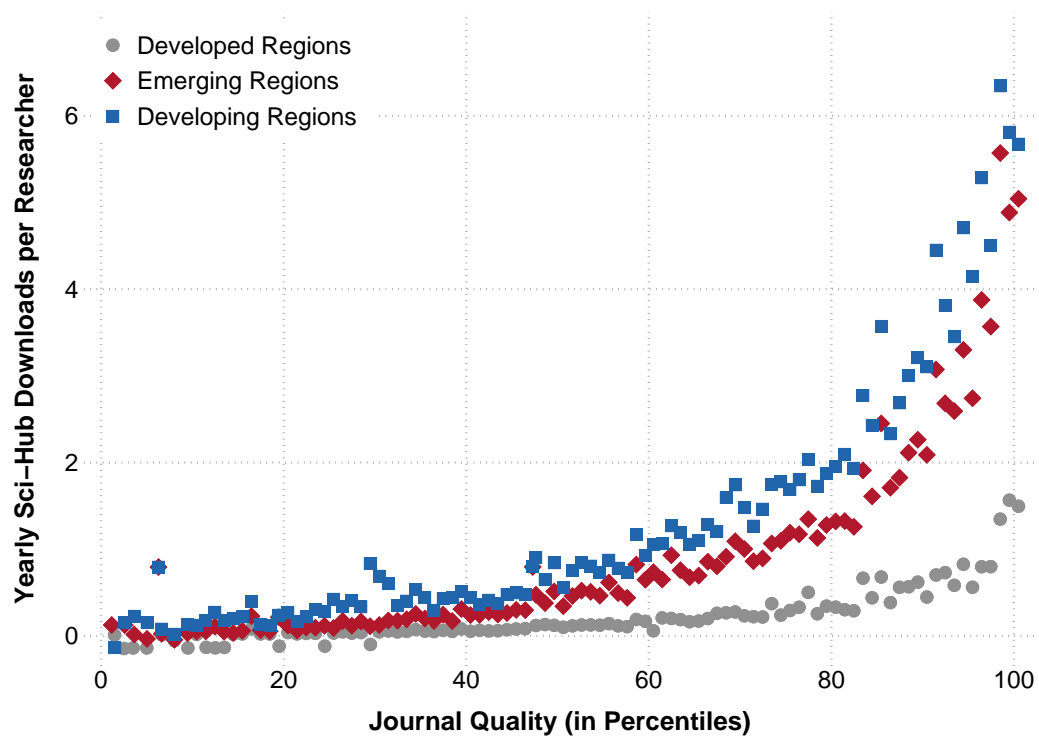 Developed Regions
Emerging Regions
Developing Regions
Yearly Sci−Hub Downloads per Researcher
6
4
2
0
0 20 40 60 80 100
Journal Quality (in Percentiles)